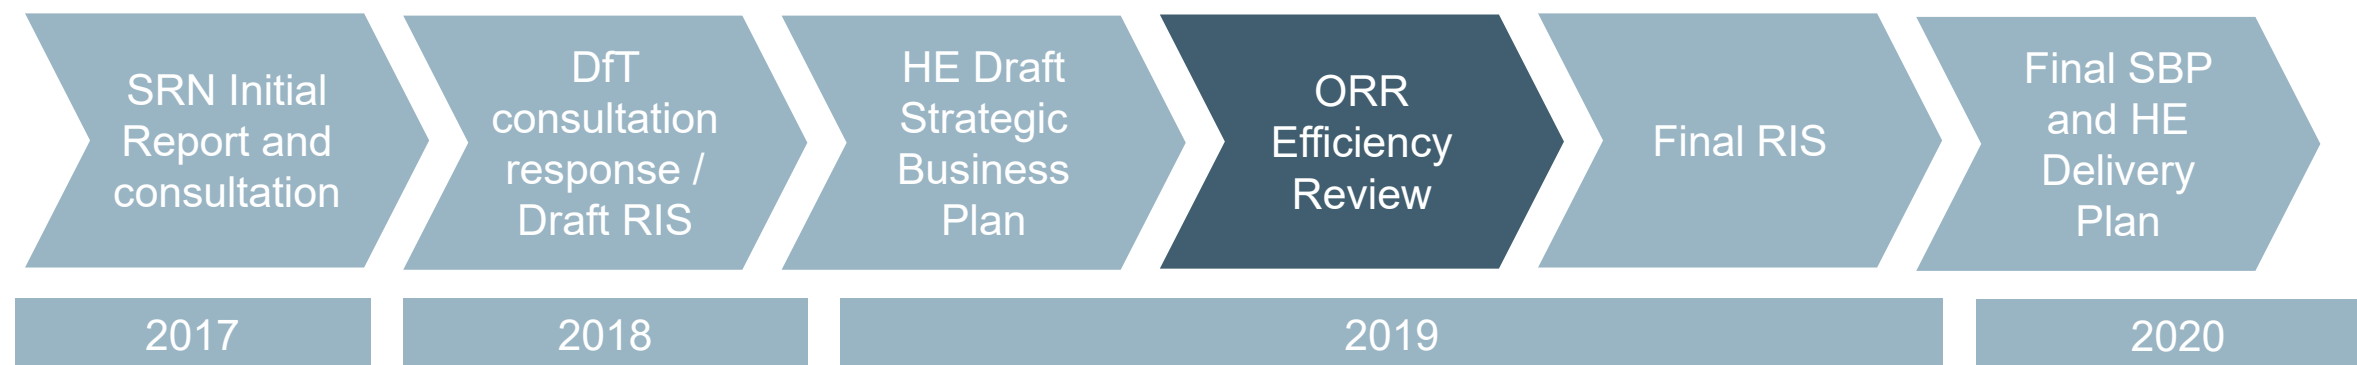 SRN Initial
Report and
consultation
DfT
consultation
response /
Draft RIS
HE Draft
Strategic
Business
Plan
ORR
Efficiency
Review
Final RIS
Final SBP
and HE
Delivery
Plan
2017
2018
2019
2020